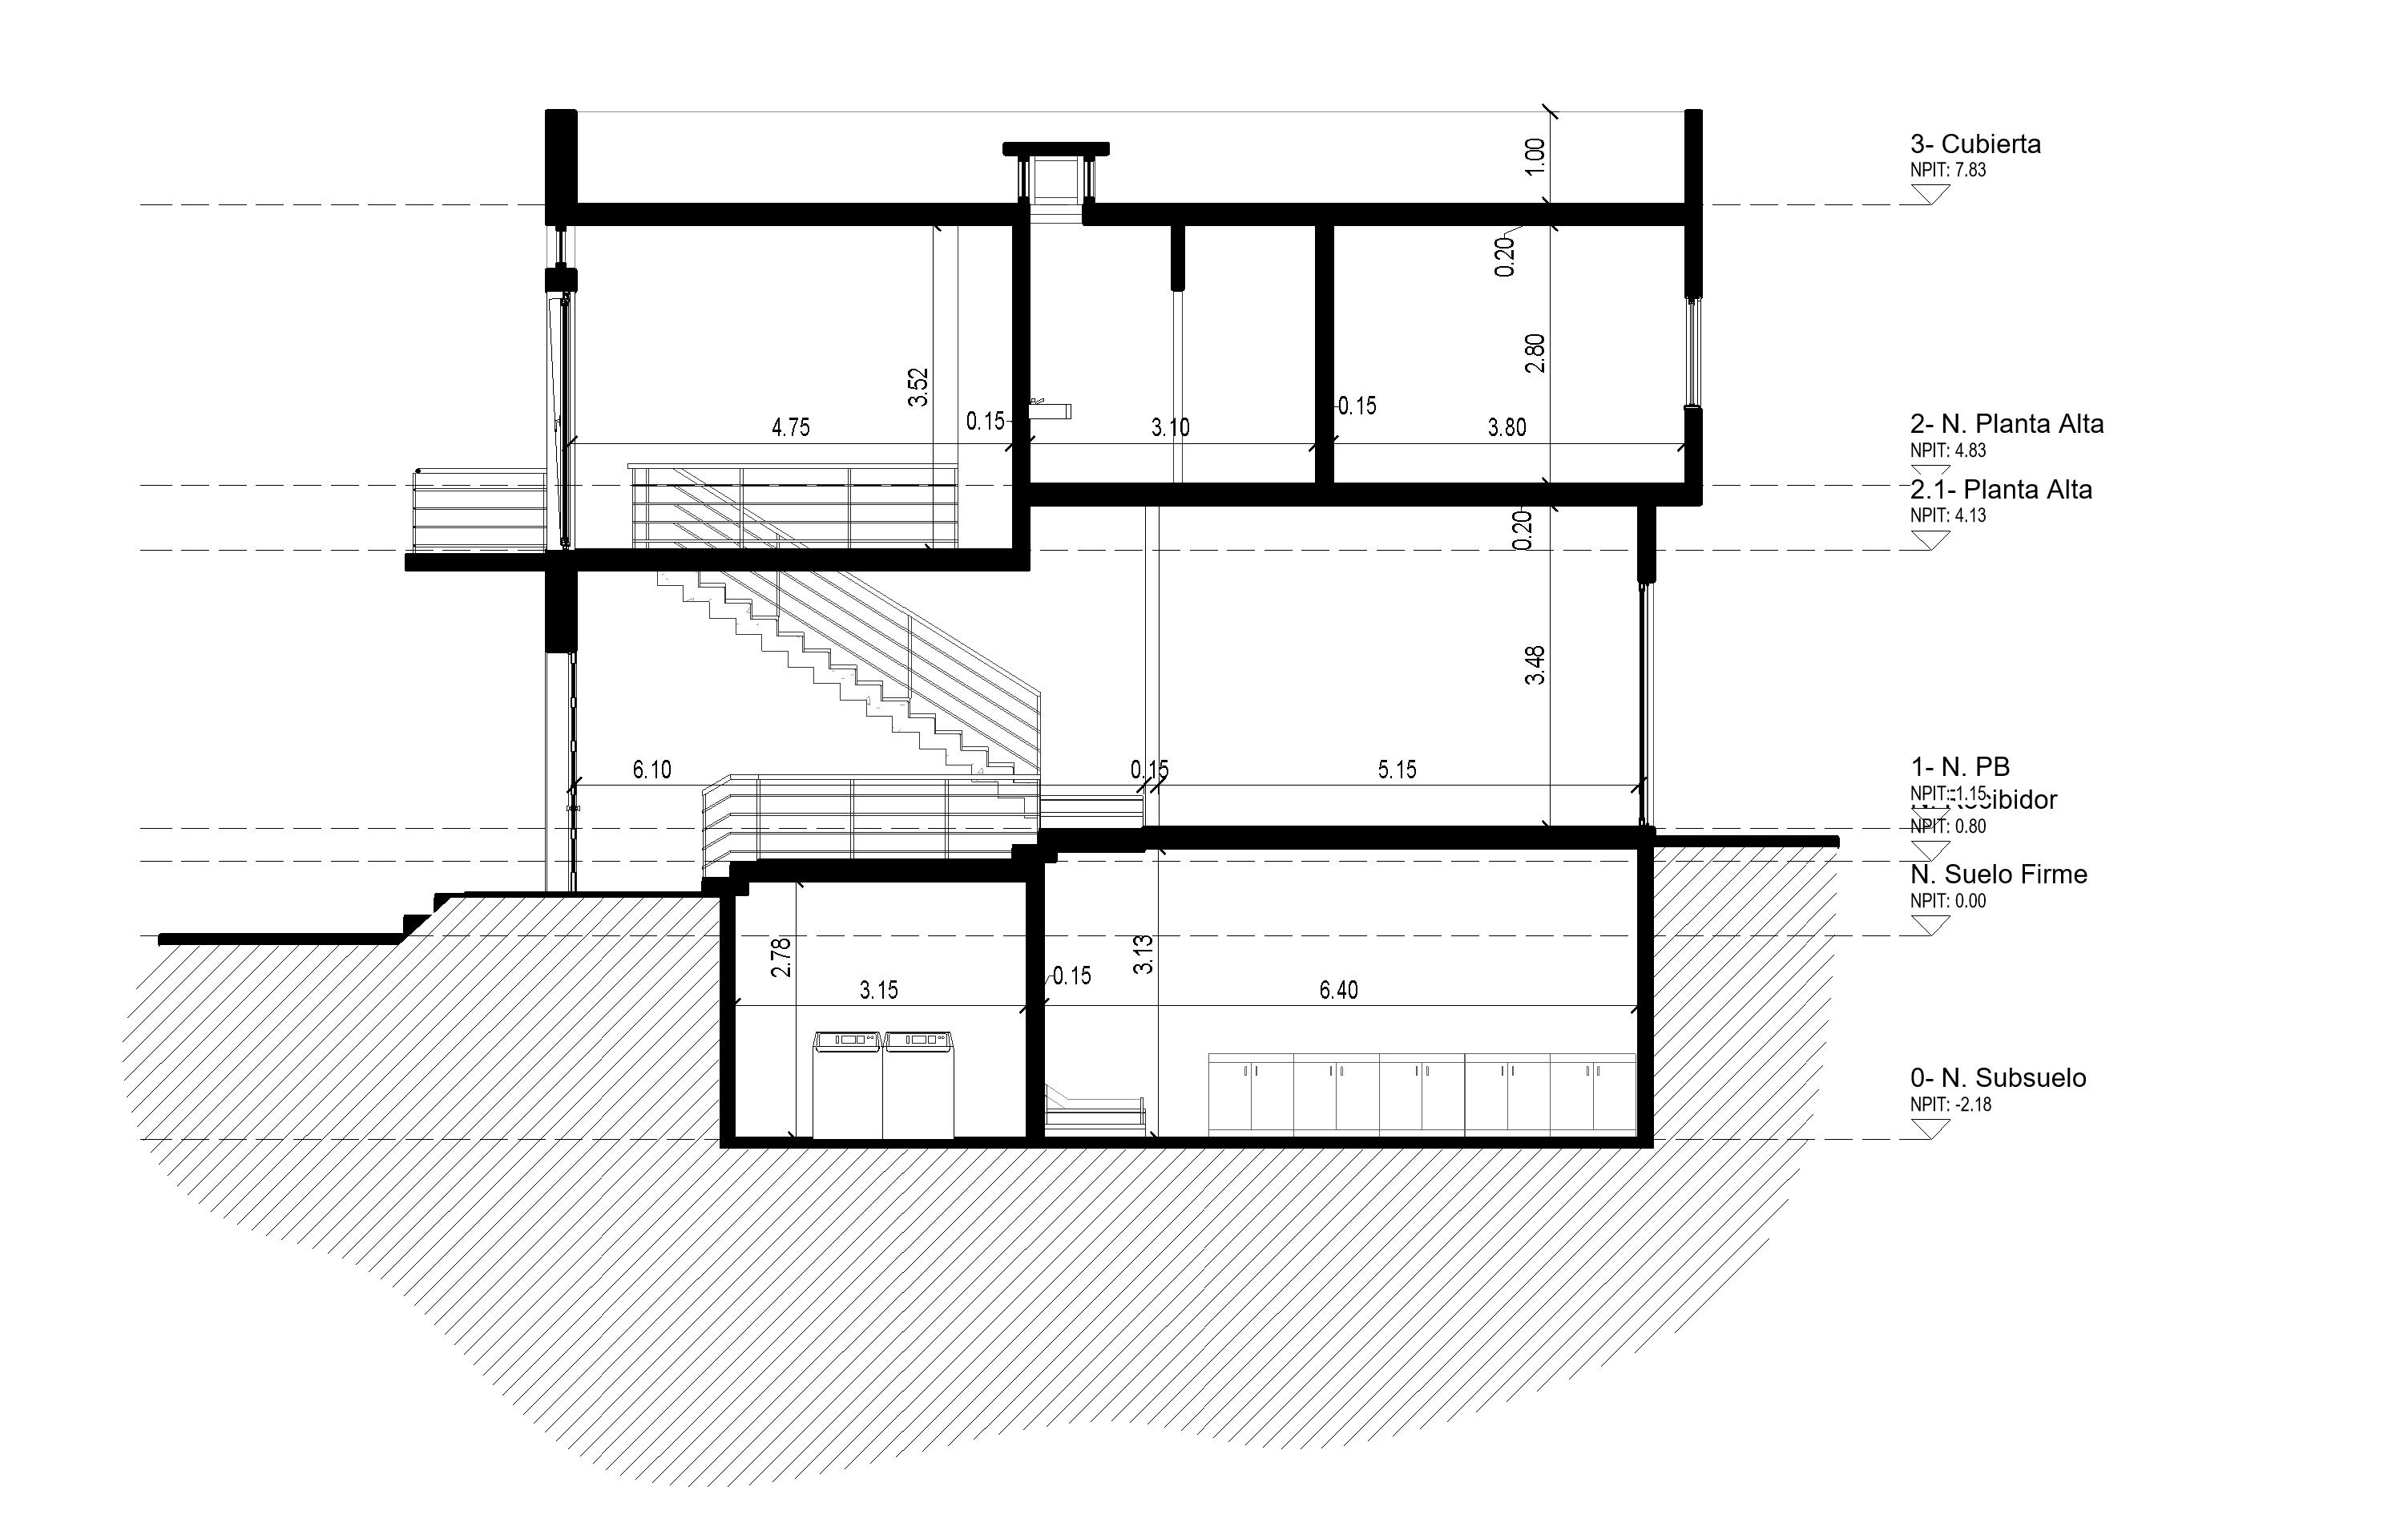 3- Cubierta
NPIT: 7.83
1.00
0.20
2.80
3.52
0.15
4.75
0.15
3.10
3.80
2- N. Planta Alta
NPIT: 4.83
2.1- Planta Alta
NPIT: 4.13
0.20
3.48
6.10
0.15
5.15
1- N. PB
NPIT: 1.15
N. Recibidor
NPIT: 0.80
N. Suelo Firme
NPIT: 0.00
2.78
3.13
0.15
3.15
6.40
0- N. Subsuelo
NPIT: -2.18